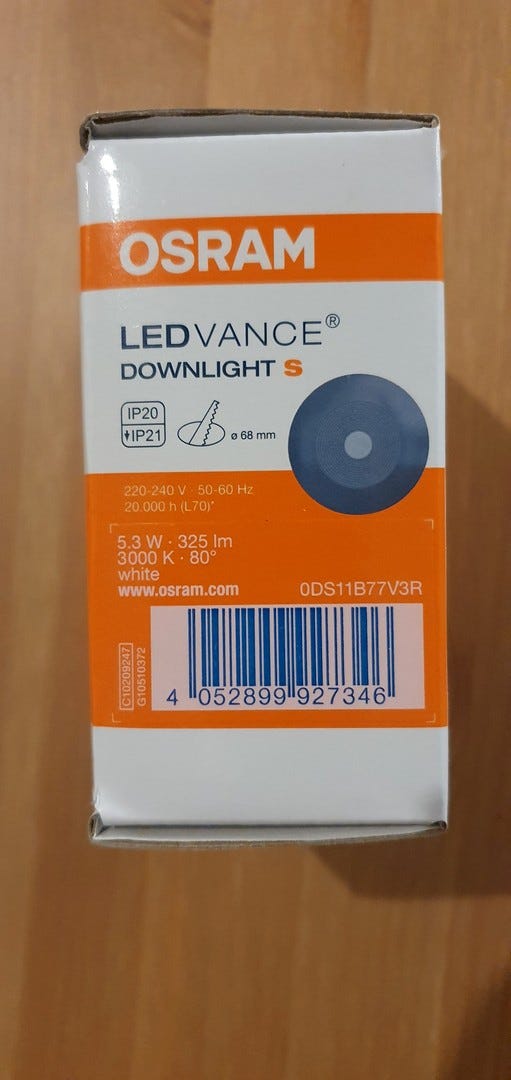 OSRAM
LEDVANCE®
DOWNLIGHT S
IP20
IP21
ø 68 mm
220-240 V · 50-60 Hz
20.000 h (L70)*
5.3 W · 325 lm
3000 K · 80°
white
www.osram.com
0DS11B77V3R
C10209247
G10510372
4 052899 927346